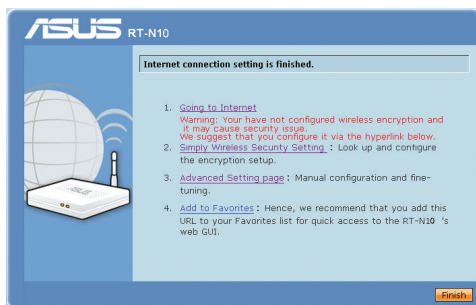 ASUS RT-N10
Internet connection setting is finished.
1. Going to Internet
Warning: Your have not configured wireless encryption and
it may cause security issue.
We suggest that you configure it via the hyperlink below.
2. Simply Wireless Security Setting : Look up and configure
the encryption setup.
3. Advanced Setting page : Manual configuration and fine-
tuning.
4. Add to Favorites : Hence, we recommend that you add this
URL to your Favorites list for quick access to the RT-N10 's
web GUI.
Finish